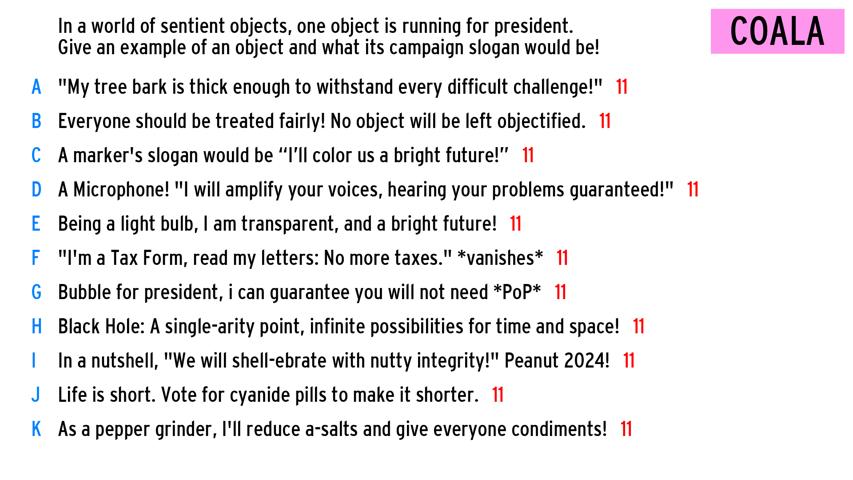 In a world of sentient objects, one object is running for president.
Give an example of an object and what its campaign slogan would be!
COALA
A "My tree bark is thick enough to withstand every difficult challenge!" 11
B Everyone should be treated fairly! No object will be left objectified. 11
C A marker's slogan would be “I’ll color us a bright future!” 11
D A Microphone! "I will amplify your voices, hearing your problems guaranteed!" 11
E Being a light bulb, I am transparent, and a bright future! 11
F "I'm a Tax Form, read my letters: No more taxes." *vanishes* 11
G Bubble for president, i can guarantee you will not need *PoP* 11
H Black Hole: A single-arity point, infinite possibilities for time and space! 11
I In a nutshell, "We will shell-ebrate with nutty integrity!" Peanut 2024! 11
J Life is short. Vote for cyanide pills to make it shorter. 11
K As a pepper grinder, I'll reduce a-salts and give everyone condiments! 11